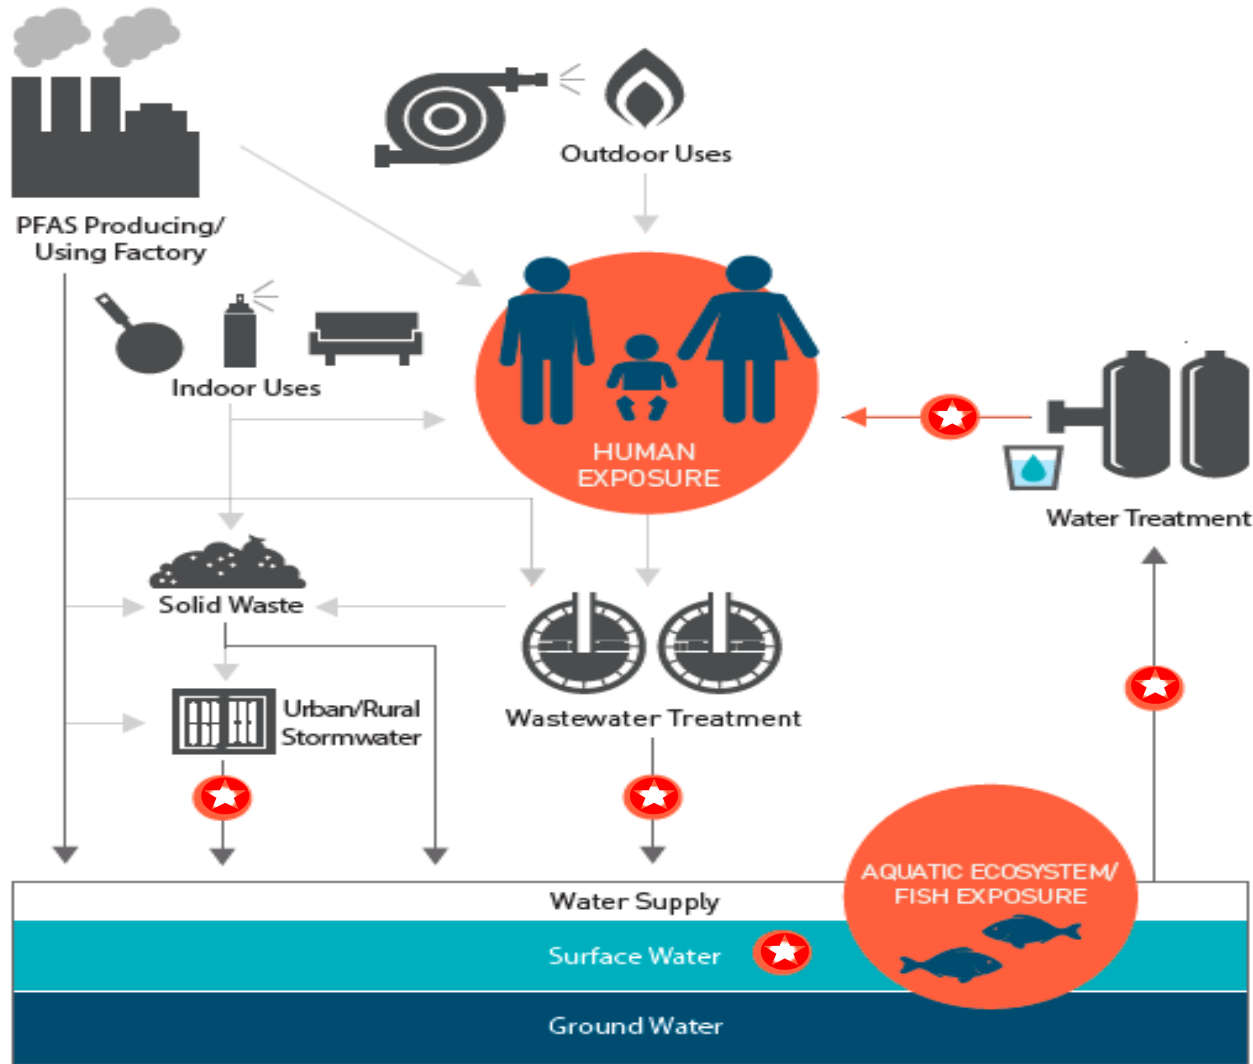 Outdoor Uses
PFAS Producing/
Using Factory
Indoor Uses
HUMAN
EXPOSURE
Water Treatment
Solid Waste
Urban/Rural
Stormwater
Wastewater Treatment
AQUATIC ECOSYSTEM/
FISH EXPOSURE
Water Supply
Surface Water
Ground Water